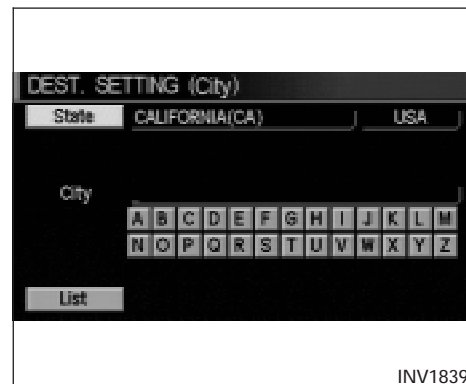 DEST. SETTING (City)
State CALIFORNIA(CA) USA
City
A B C D E F G H I J K L M
N O P Q R S T U V W X Y Z
List
INV1839